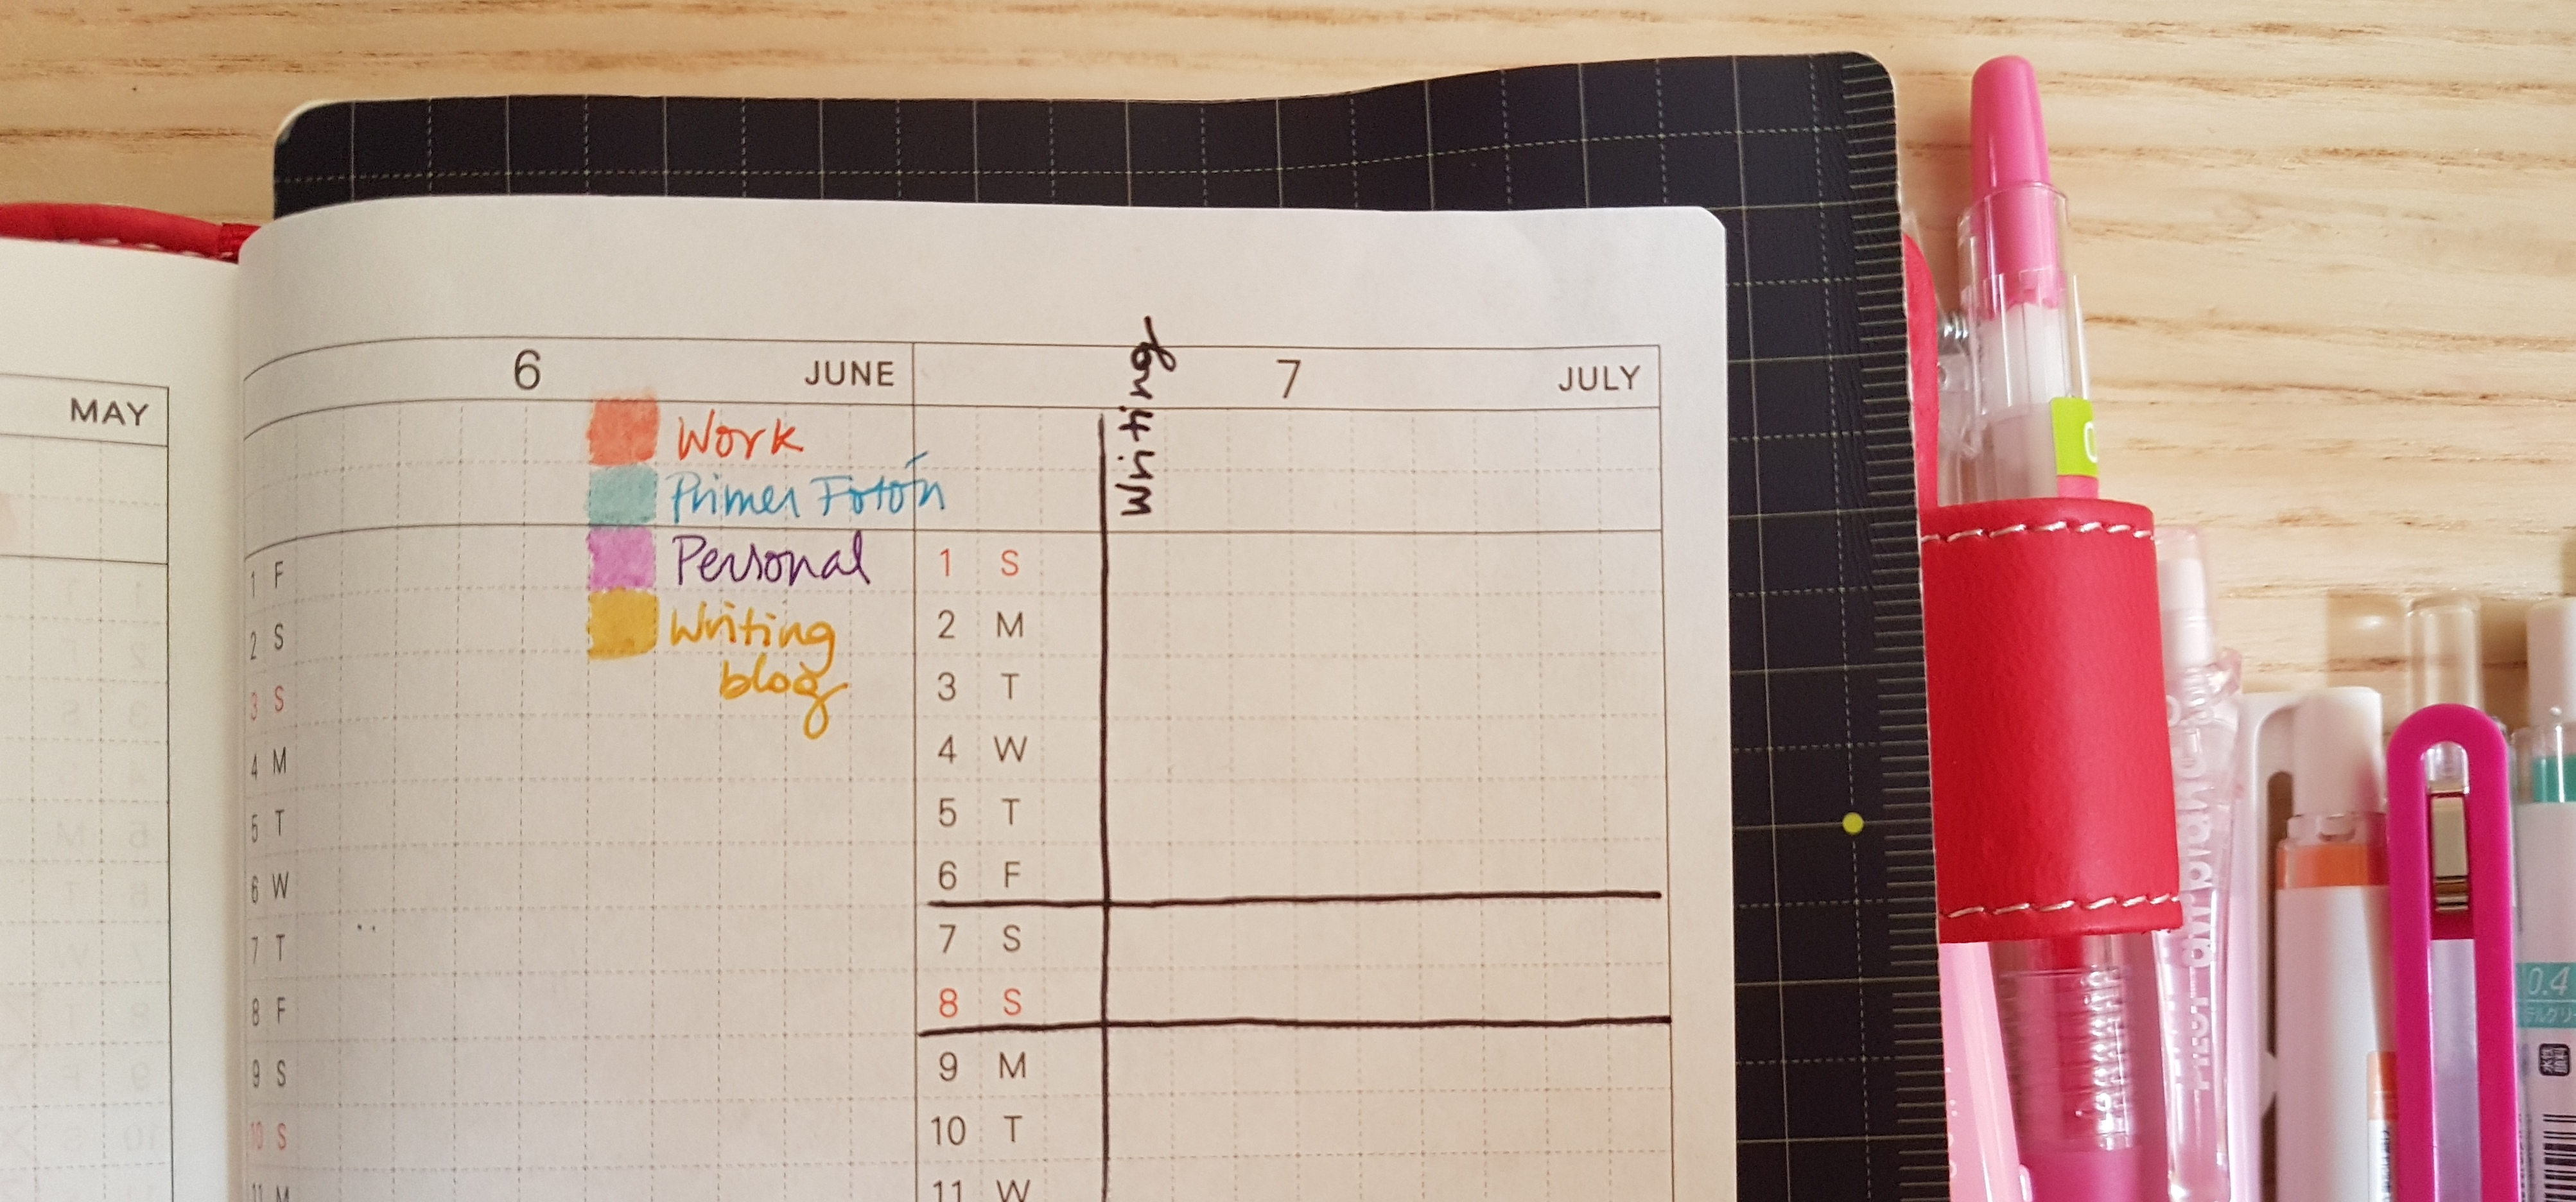 MAY
6 JUNE
Work
Primer Fotón
Personal
Writing
blog
1 F
2 S
3 S
4 M
5 T
6 W
7 T
8 F
9 S
10 S
11 M
7 JULY
Writing
1 S
2 M
3 T
4 W
5 T
6 F
7 S
8 S
9 M
10 T
11 W
0.4